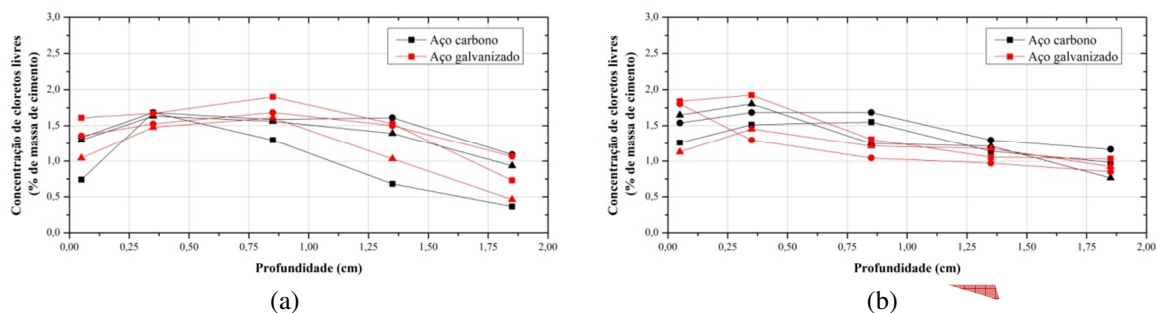 Concentração de cloretos livres
(% de massa de cimento)
3,0
2,5
2,0
1,5
1,0
0,5
0,0
Aço carbono
Aço galvanizado
0,00 0,25 0,50 0,75 1,00 1,25 1,50 1,75 2,00
Profundidade (cm)
(a)
Concentração de cloretos livres
(% de massa de cimento)
3,0
2,5
2,0
1,5
1,0
0,5
0,0
Aço carbono
Aço galvanizado
0,00 0,25 0,50 0,75 1,00 1,25 1,50 1,75 2,00
Profundidade (cm)
(b)